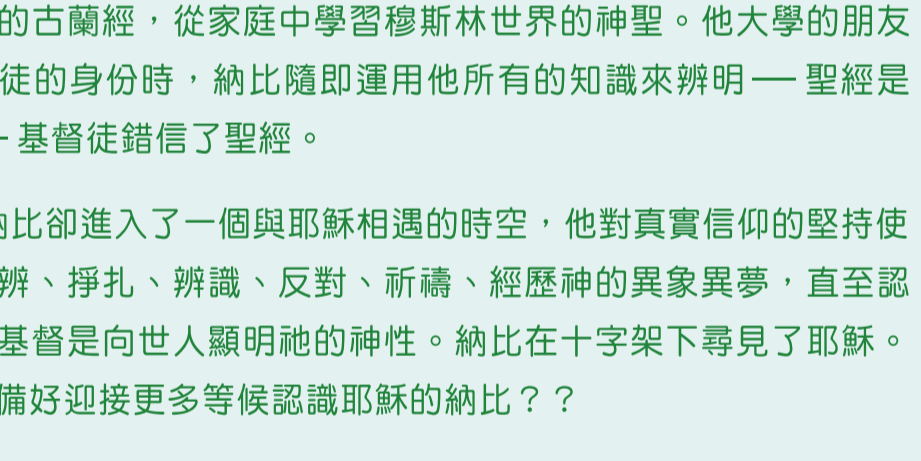 的古蘭經，從家庭中學習穆斯林世界的神聖。他大學的朋友
徒的身份時，納比隨即運用他所有的知識來辨明 — 聖經是
基督徒錯信了聖經。
比卻進入了一個與耶穌相遇的時空，他對真實信仰的堅持使
辨、掙扎、辨識、反對、祈禱、經歷神的異象異夢，直至認
基督是向世人顯明祂的神性。納比在十字架下尋見了耶穌。
備好迎接更多等候認識耶穌的納比？？